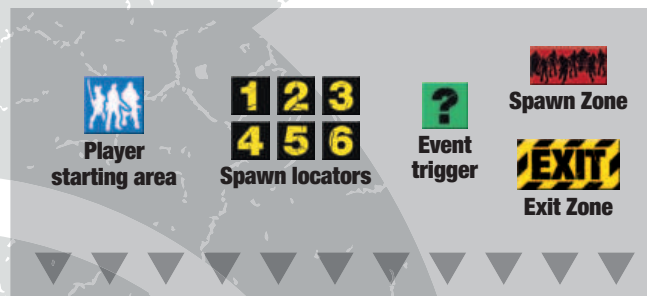 1 2 3
4 5 6
?
EXIT
Player
starting area
Spawn locators
Event
trigger
Spawn Zone
Exit Zone